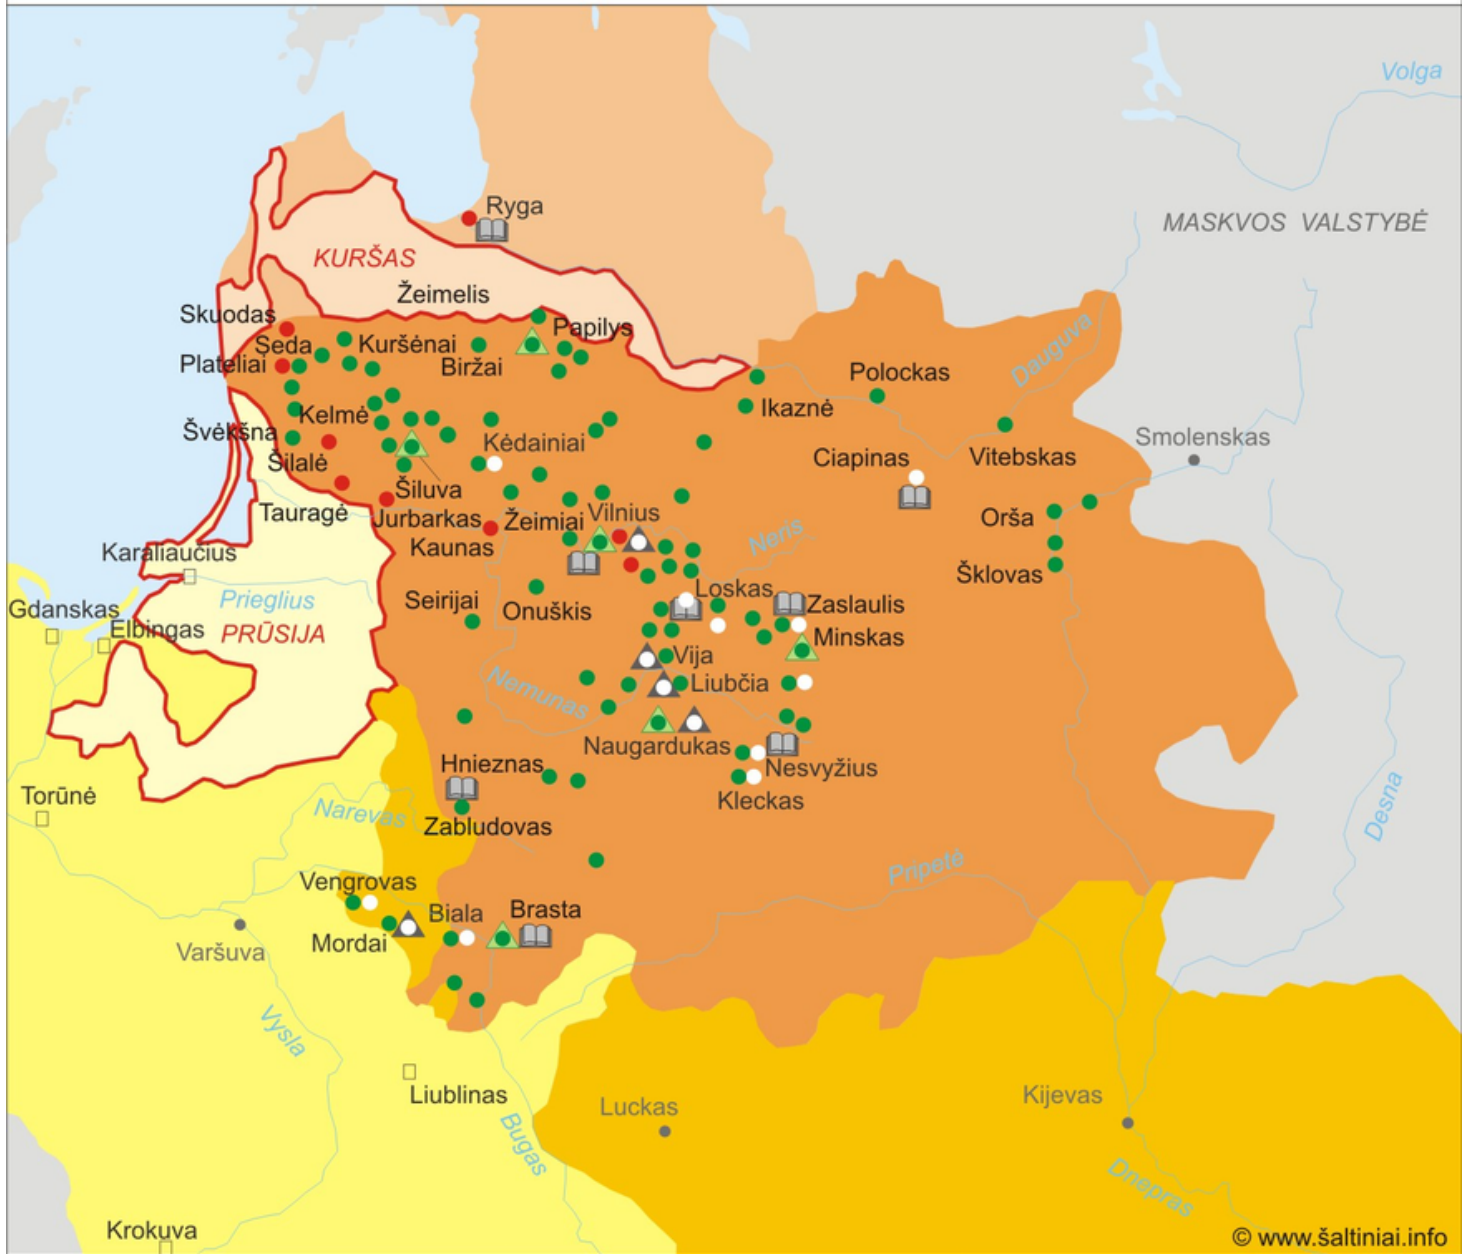 Volga
MASKVOS VALSTYBĖ
Ryga
KURŠAS
Žeimelis
Skuodas
Papilys
Seda
Kuršėnai
Plateliai
Biržai
Dauguva
Polockas
Ikaznė
Kelmė
Švėkšna
Kėdainiai
Smolenskas
Ciapinas
Vitebskas
Šilalė
Šiluva
Tauragė
Jurbarkas
Žeimiai
Vilnius
Orša
Kaunas
Neris
Karaliaučius
Šklovas
Loskas
Prieglius
Seirijai
Onuškis
Zaslaulis
Gdanskas
Elbingas
PRŪSIJA
Minskas
Vija
Liubčia
Nemunas
Naugardukas
Hnieznas
Nesvyžius
Torūnė
Kleckas
Desna
Narevas
Zabludovas
Pripetė
Vengrovas
Biala
Brasta
Mordai
Varšuva
Vysla
Liublinas
Luckas
Kijevas
Bugas
Dnepras
Krokuva
© www.šaltiniai.info